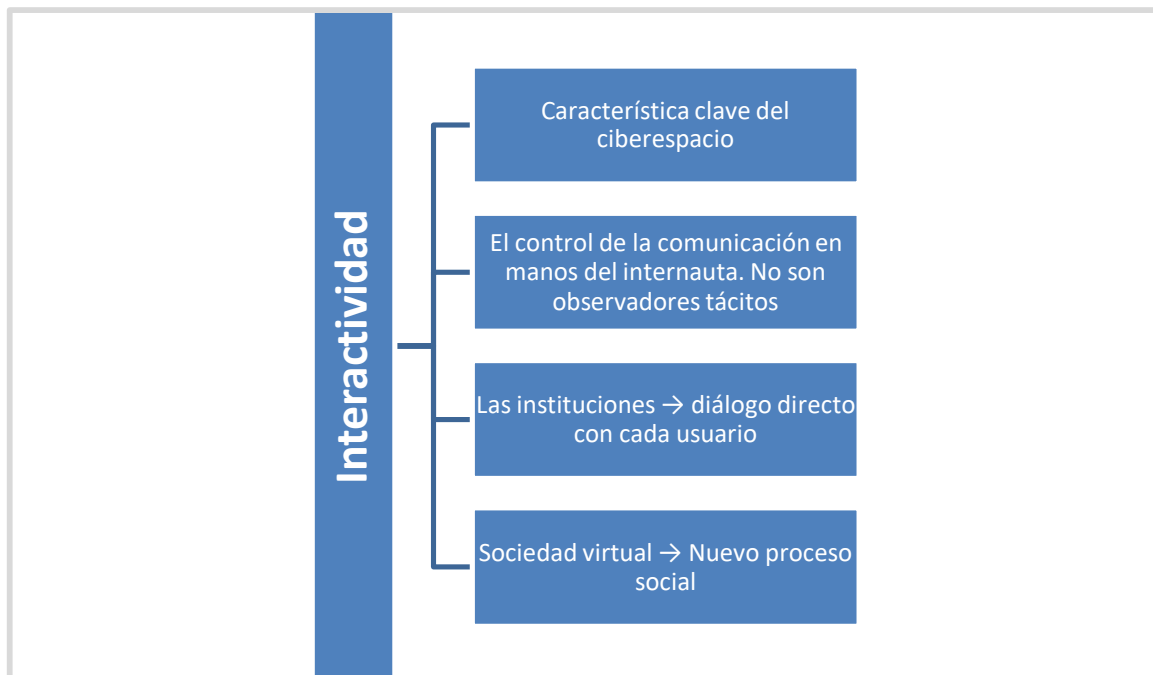 Interactividad
Característica clave del
ciberespacio
El control de la comunicación en
manos del internauta. No son
observadores tácitos
Las instituciones → diálogo directo
con cada usuario
Sociedad virtual → Nuevo proceso
social